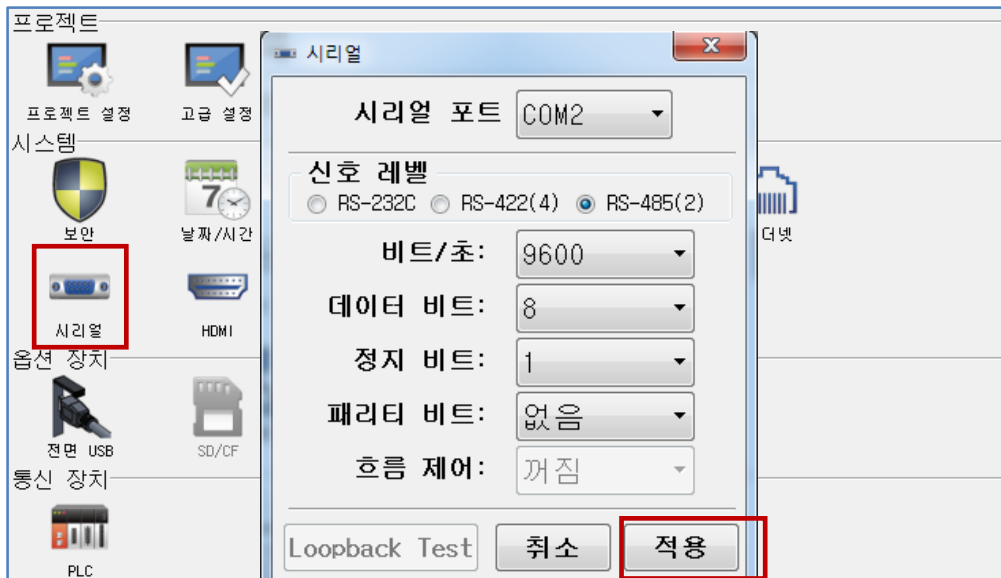 프로젝트
프로젝트 설정
고급 설정
시스템
보안
7
날짜/시간
더넷
시리얼
HDMI
옵션 장치
전면 USB
SD/CF
통신 장치
PLC
시리얼
x
시리얼 포트 COM2
신호 레벨
RS-232C RS-422(4) RS-485(2)
비트/초: 9600
데이터 비트: 8
정지 비트: 1
패리티 비트: 없음
흐름 제어: 꺼짐
Loopback Test 취소 적용